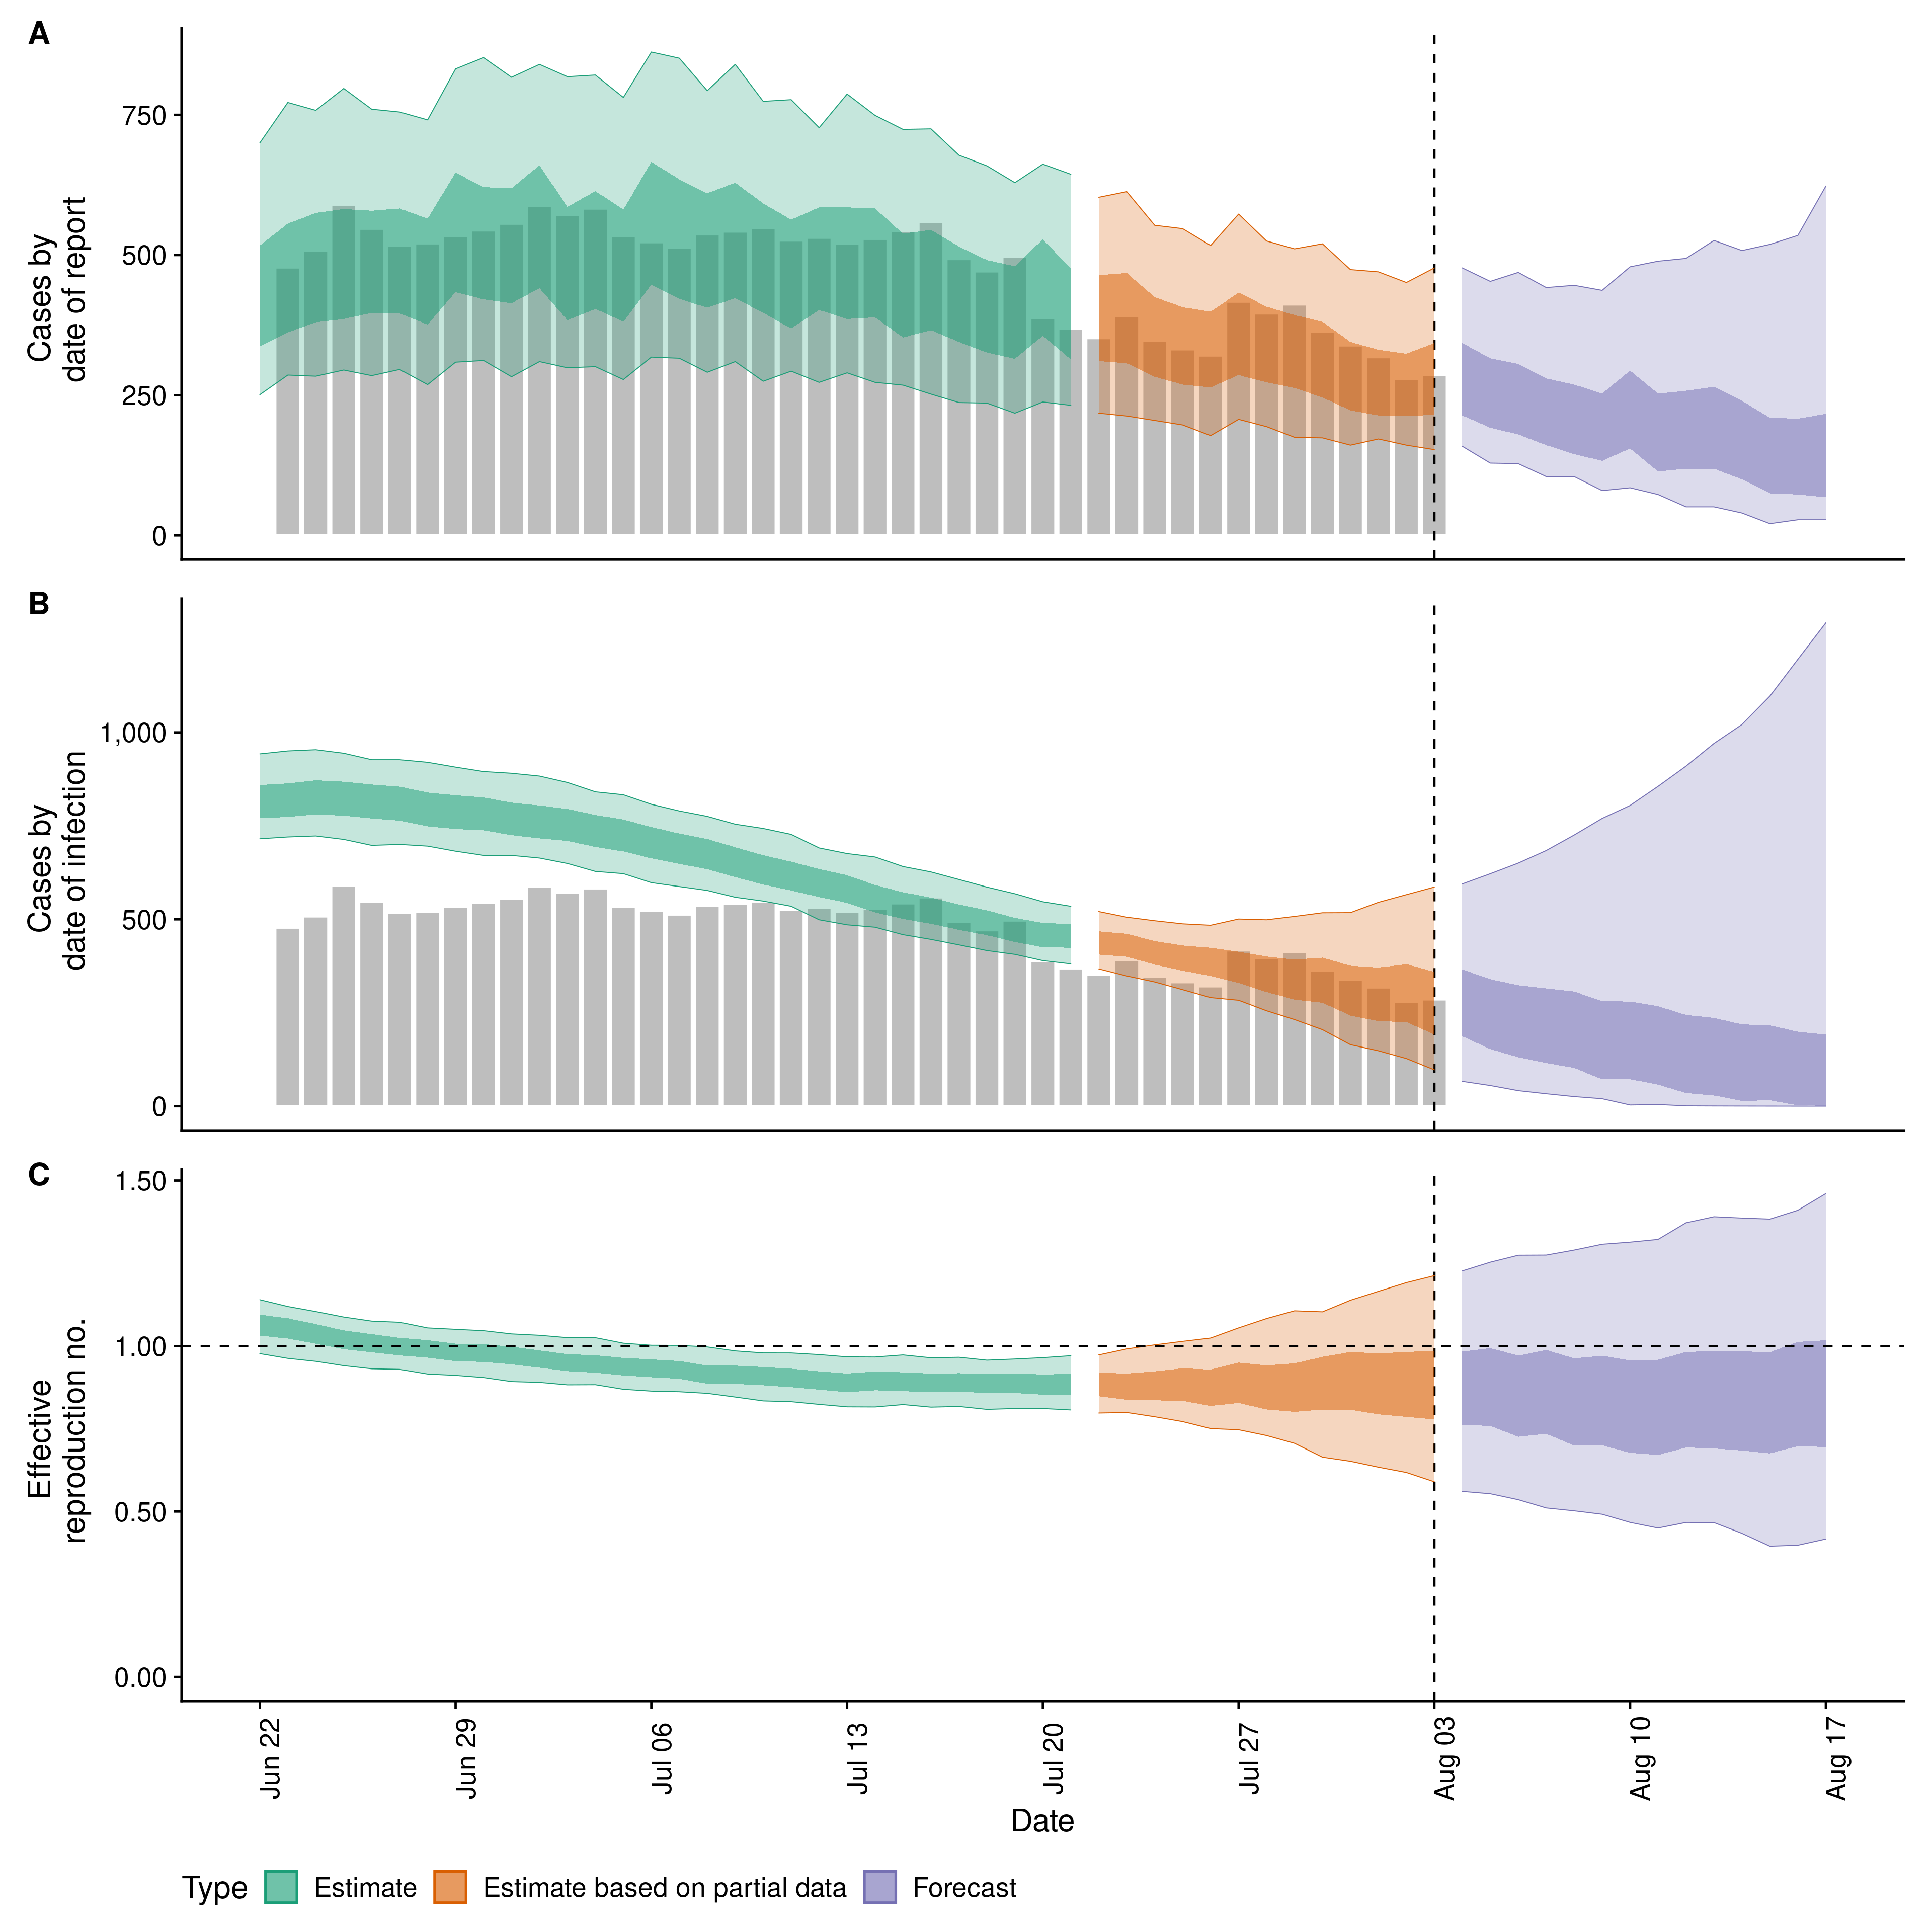 A
Cases by
date of report
750
500
250
0
B
Cases by
date of infection
1,000
500
0
C
Effective
reproduction no.
1.50
1.00
0.50
0.00
Jun 22
Jun 29
Jul 06
Jul 13
Jul 20
Jul 27
Aug 03
Aug 10
Aug 17
Date
Type
Estimate
Estimate based on partial data
Forecast